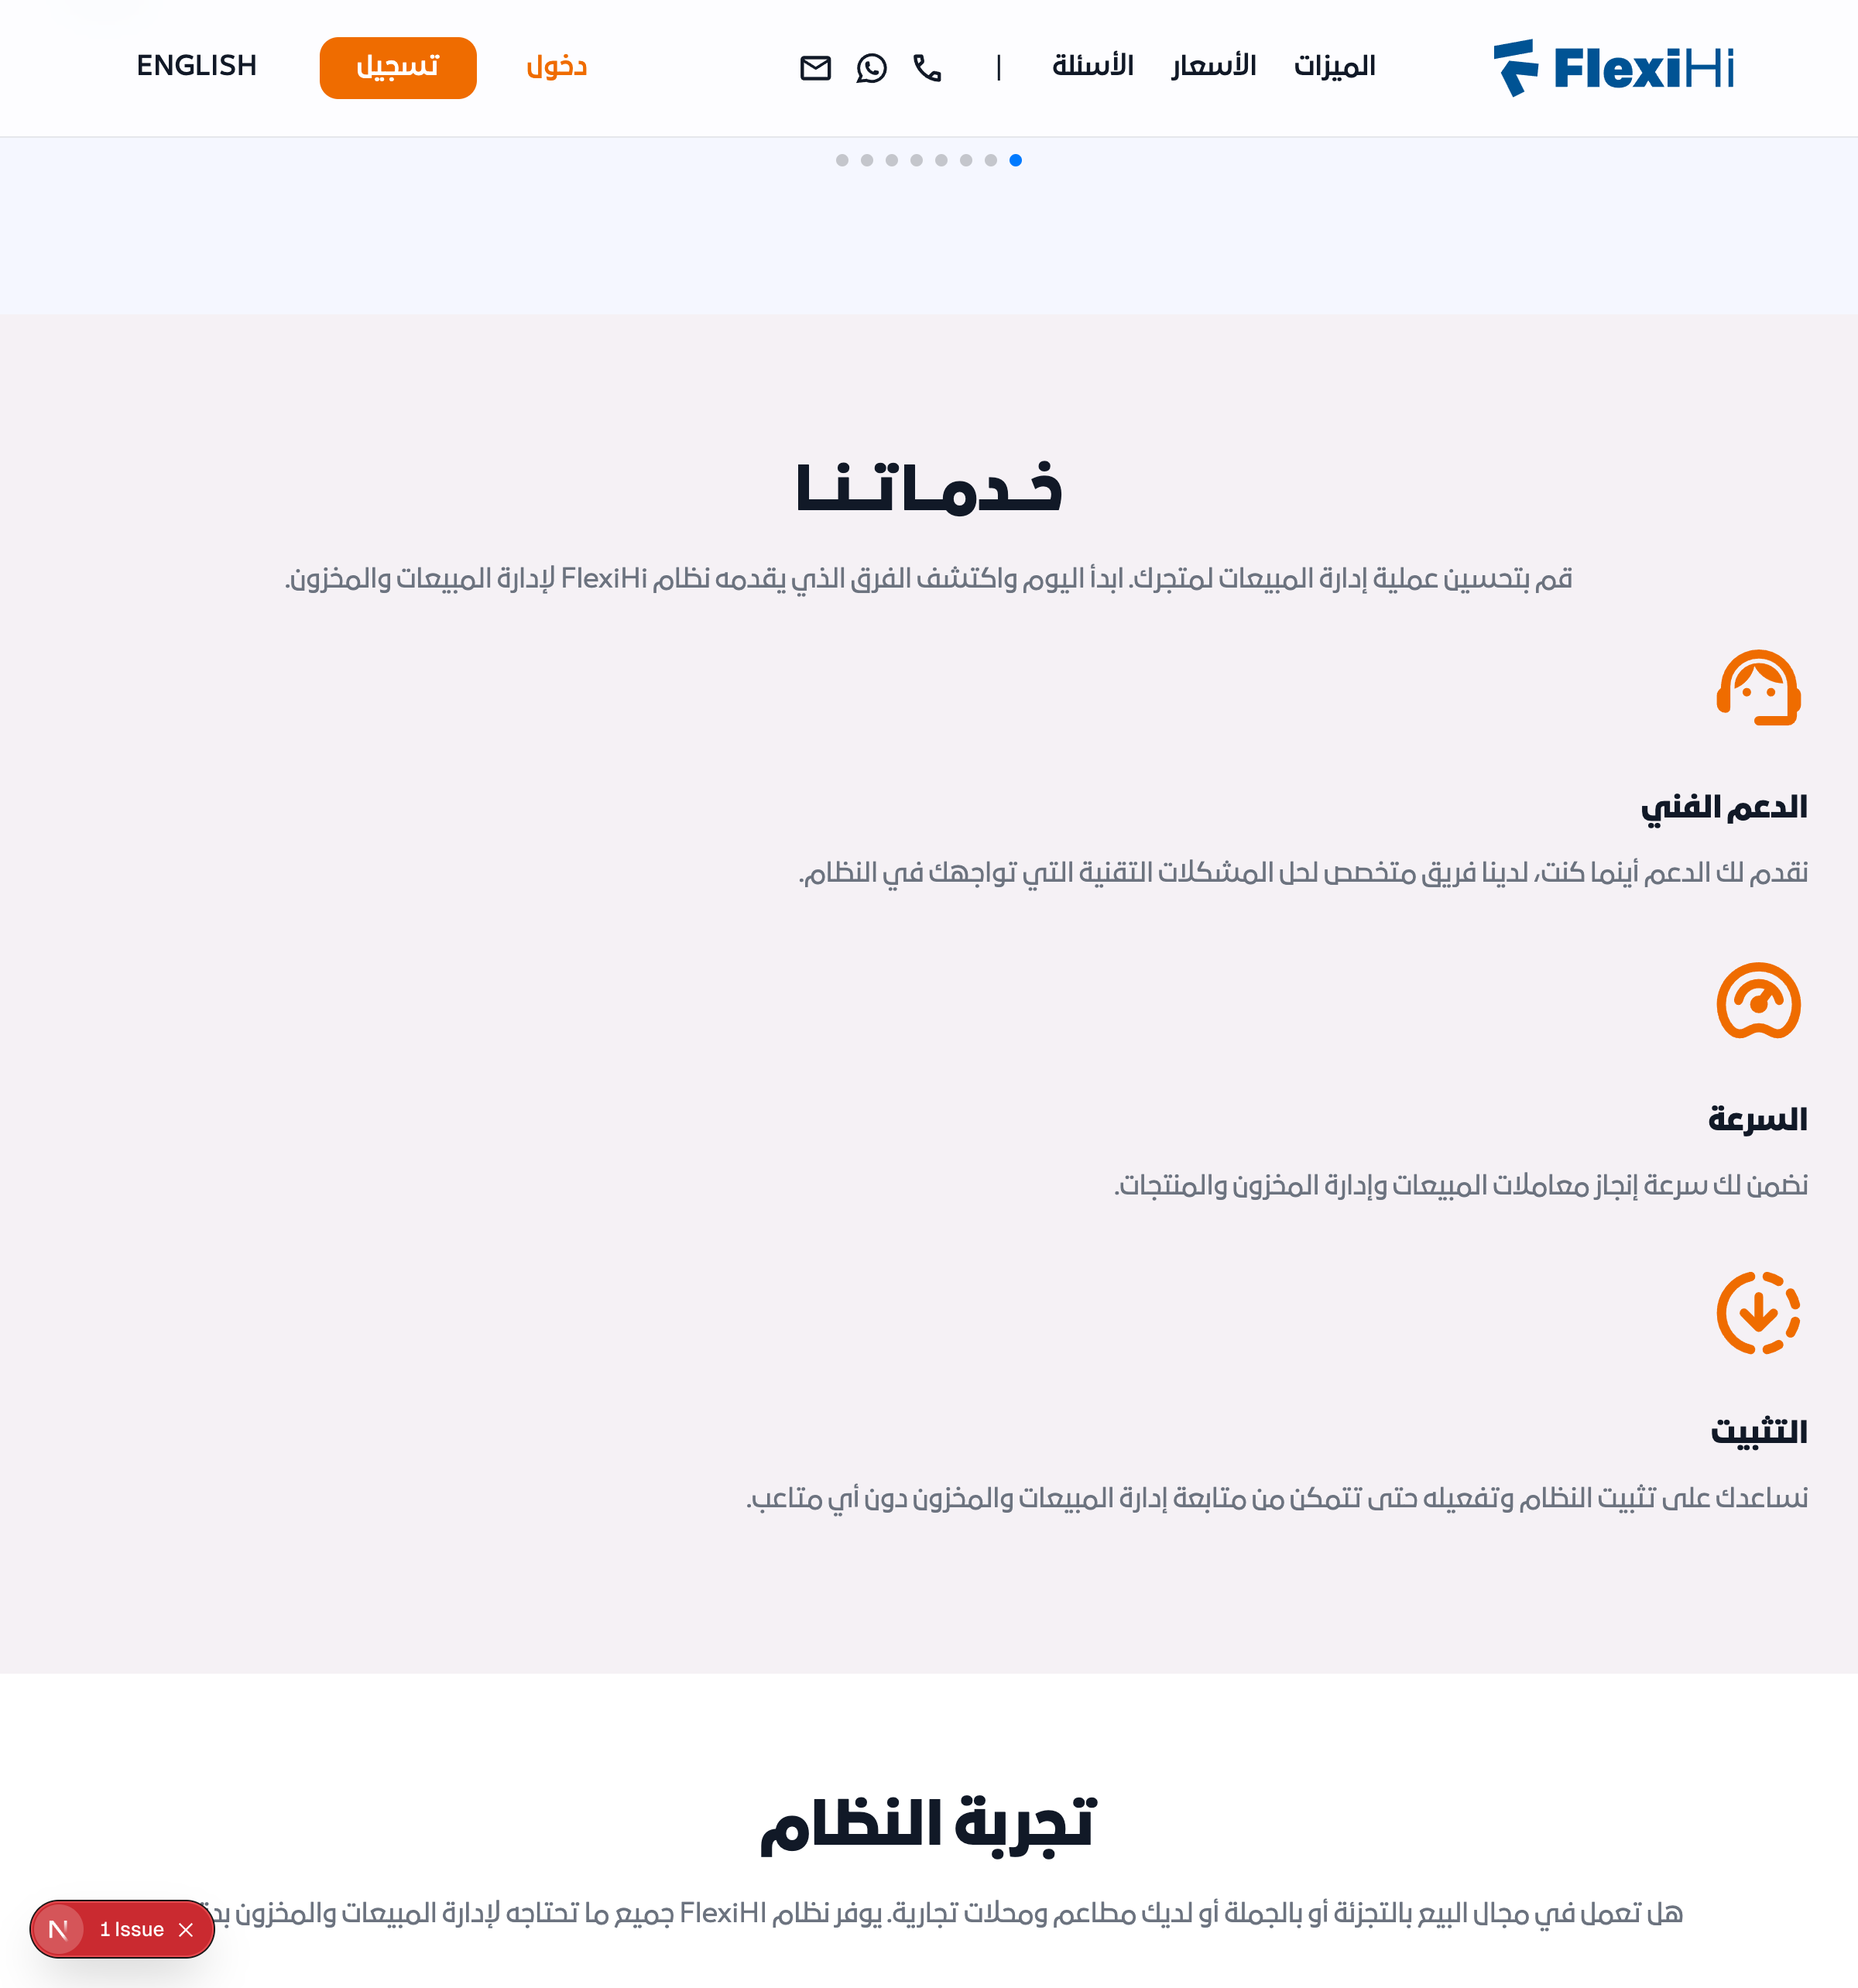 FlexiHi
الميزات
الأسعار
الأسئلة
|
دخول
تسجيل
ENGLISH
خـدمـاتـنـا
قم بتحسين عملية إدارة المبيعات لمتجرك. ابدأ اليوم واكتشف الفرق الذي يقدمه نظام FlexiHi لإدارة المبيعات والمخزون.
الدعم الفني
نقدم لك الدعم أينما كنت، لدينا فريق متخصص لحل المشكلات التقنية التي تواجهك في النظام.
السرعة
نضمن لك سرعة إنجاز معاملات المبيعات وإدارة المخزون والمنتجات.
التثبيت
نساعدك على تثبيت النظام وتفعيله حتى تتمكن من متابعة إدارة المبيعات والمخزون دون أي متاعب.
تجربة النظام
هل تعمل في مجال البيع بالتجزئة أو بالجملة أو لديك مطاعم ومحلات تجارية. يوفر نظام FlexiHI جميع ما تحتاجه لإدارة المبيعات والمخزون
N 1 Issue